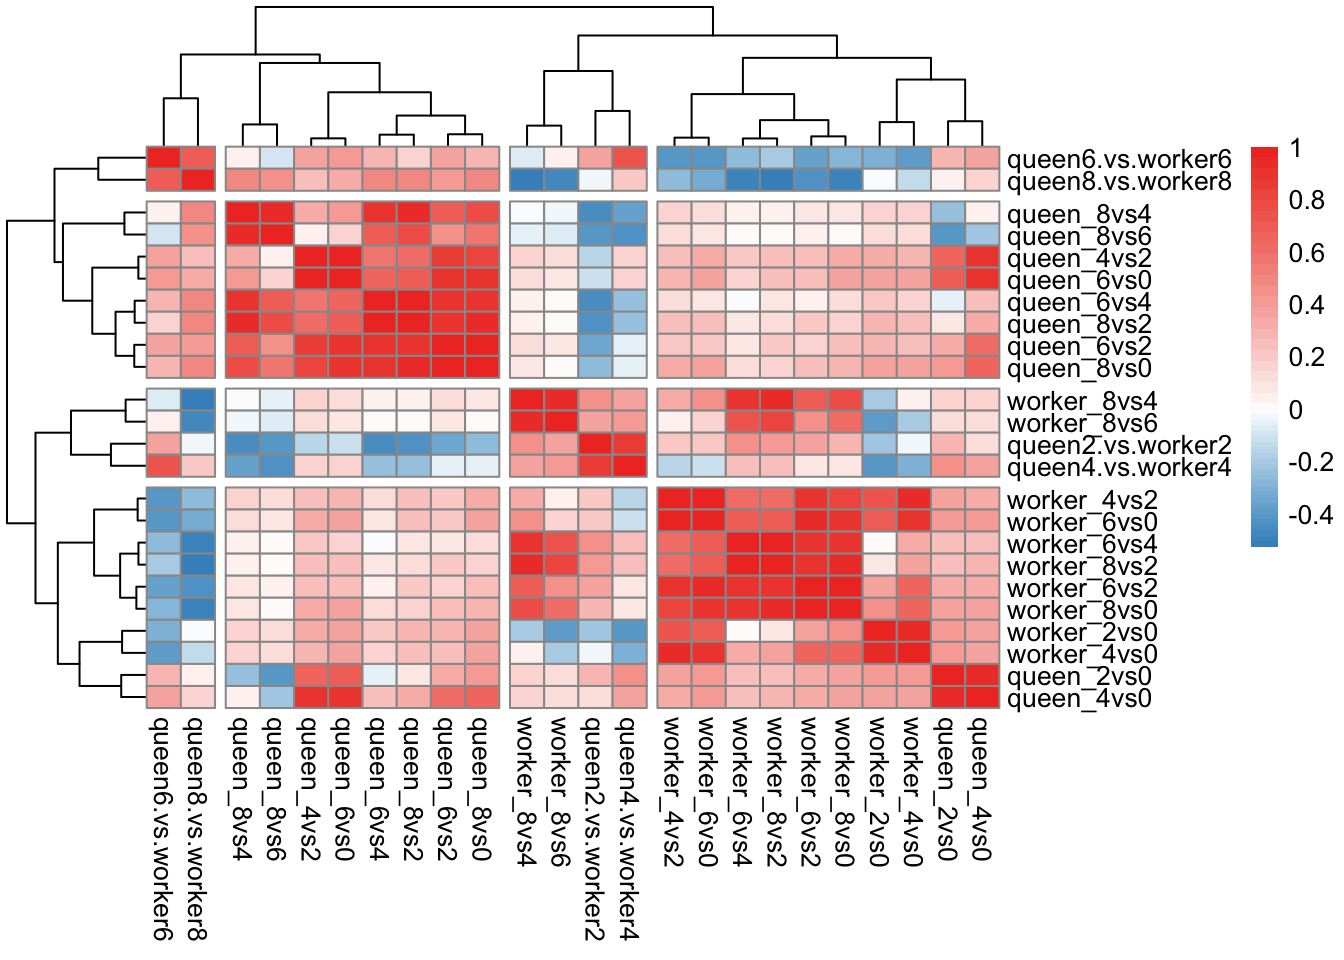 queen6.vs.worker6
queen8.vs.worker8
queen_8vs4
queen_8vs6
queen_4vs2
queen_6vs0
queen_6vs4
queen_8vs2
queen_6vs2
queen_8vs0
worker_8vs4
worker_8vs6
queen2.vs.worker2
queen4.vs.worker4
worker_4vs2
worker_6vs0
worker_6vs4
worker_8vs2
worker_6vs2
worker_8vs0
worker_2vs0
worker_4vs0
queen_2vs0
queen_4vs0
1
0.8
0.6
0.4
0.2
0
-0.2
-0.4
queen6.vs.worker6
queen8.vs.worker8
queen_8vs4
queen_8vs6
queen_4vs2
queen_6vs0
queen_6vs4
queen_8vs2
queen_6vs2
queen_8vs0
worker_8vs4
worker_8vs6
queen2.vs.worker2
queen4.vs.worker4
worker_4vs2
worker_6vs0
worker_6vs4
worker_8vs2
worker_6vs2
worker_8vs0
worker_2vs0
worker_4vs0
queen_2vs0
queen_4vs0